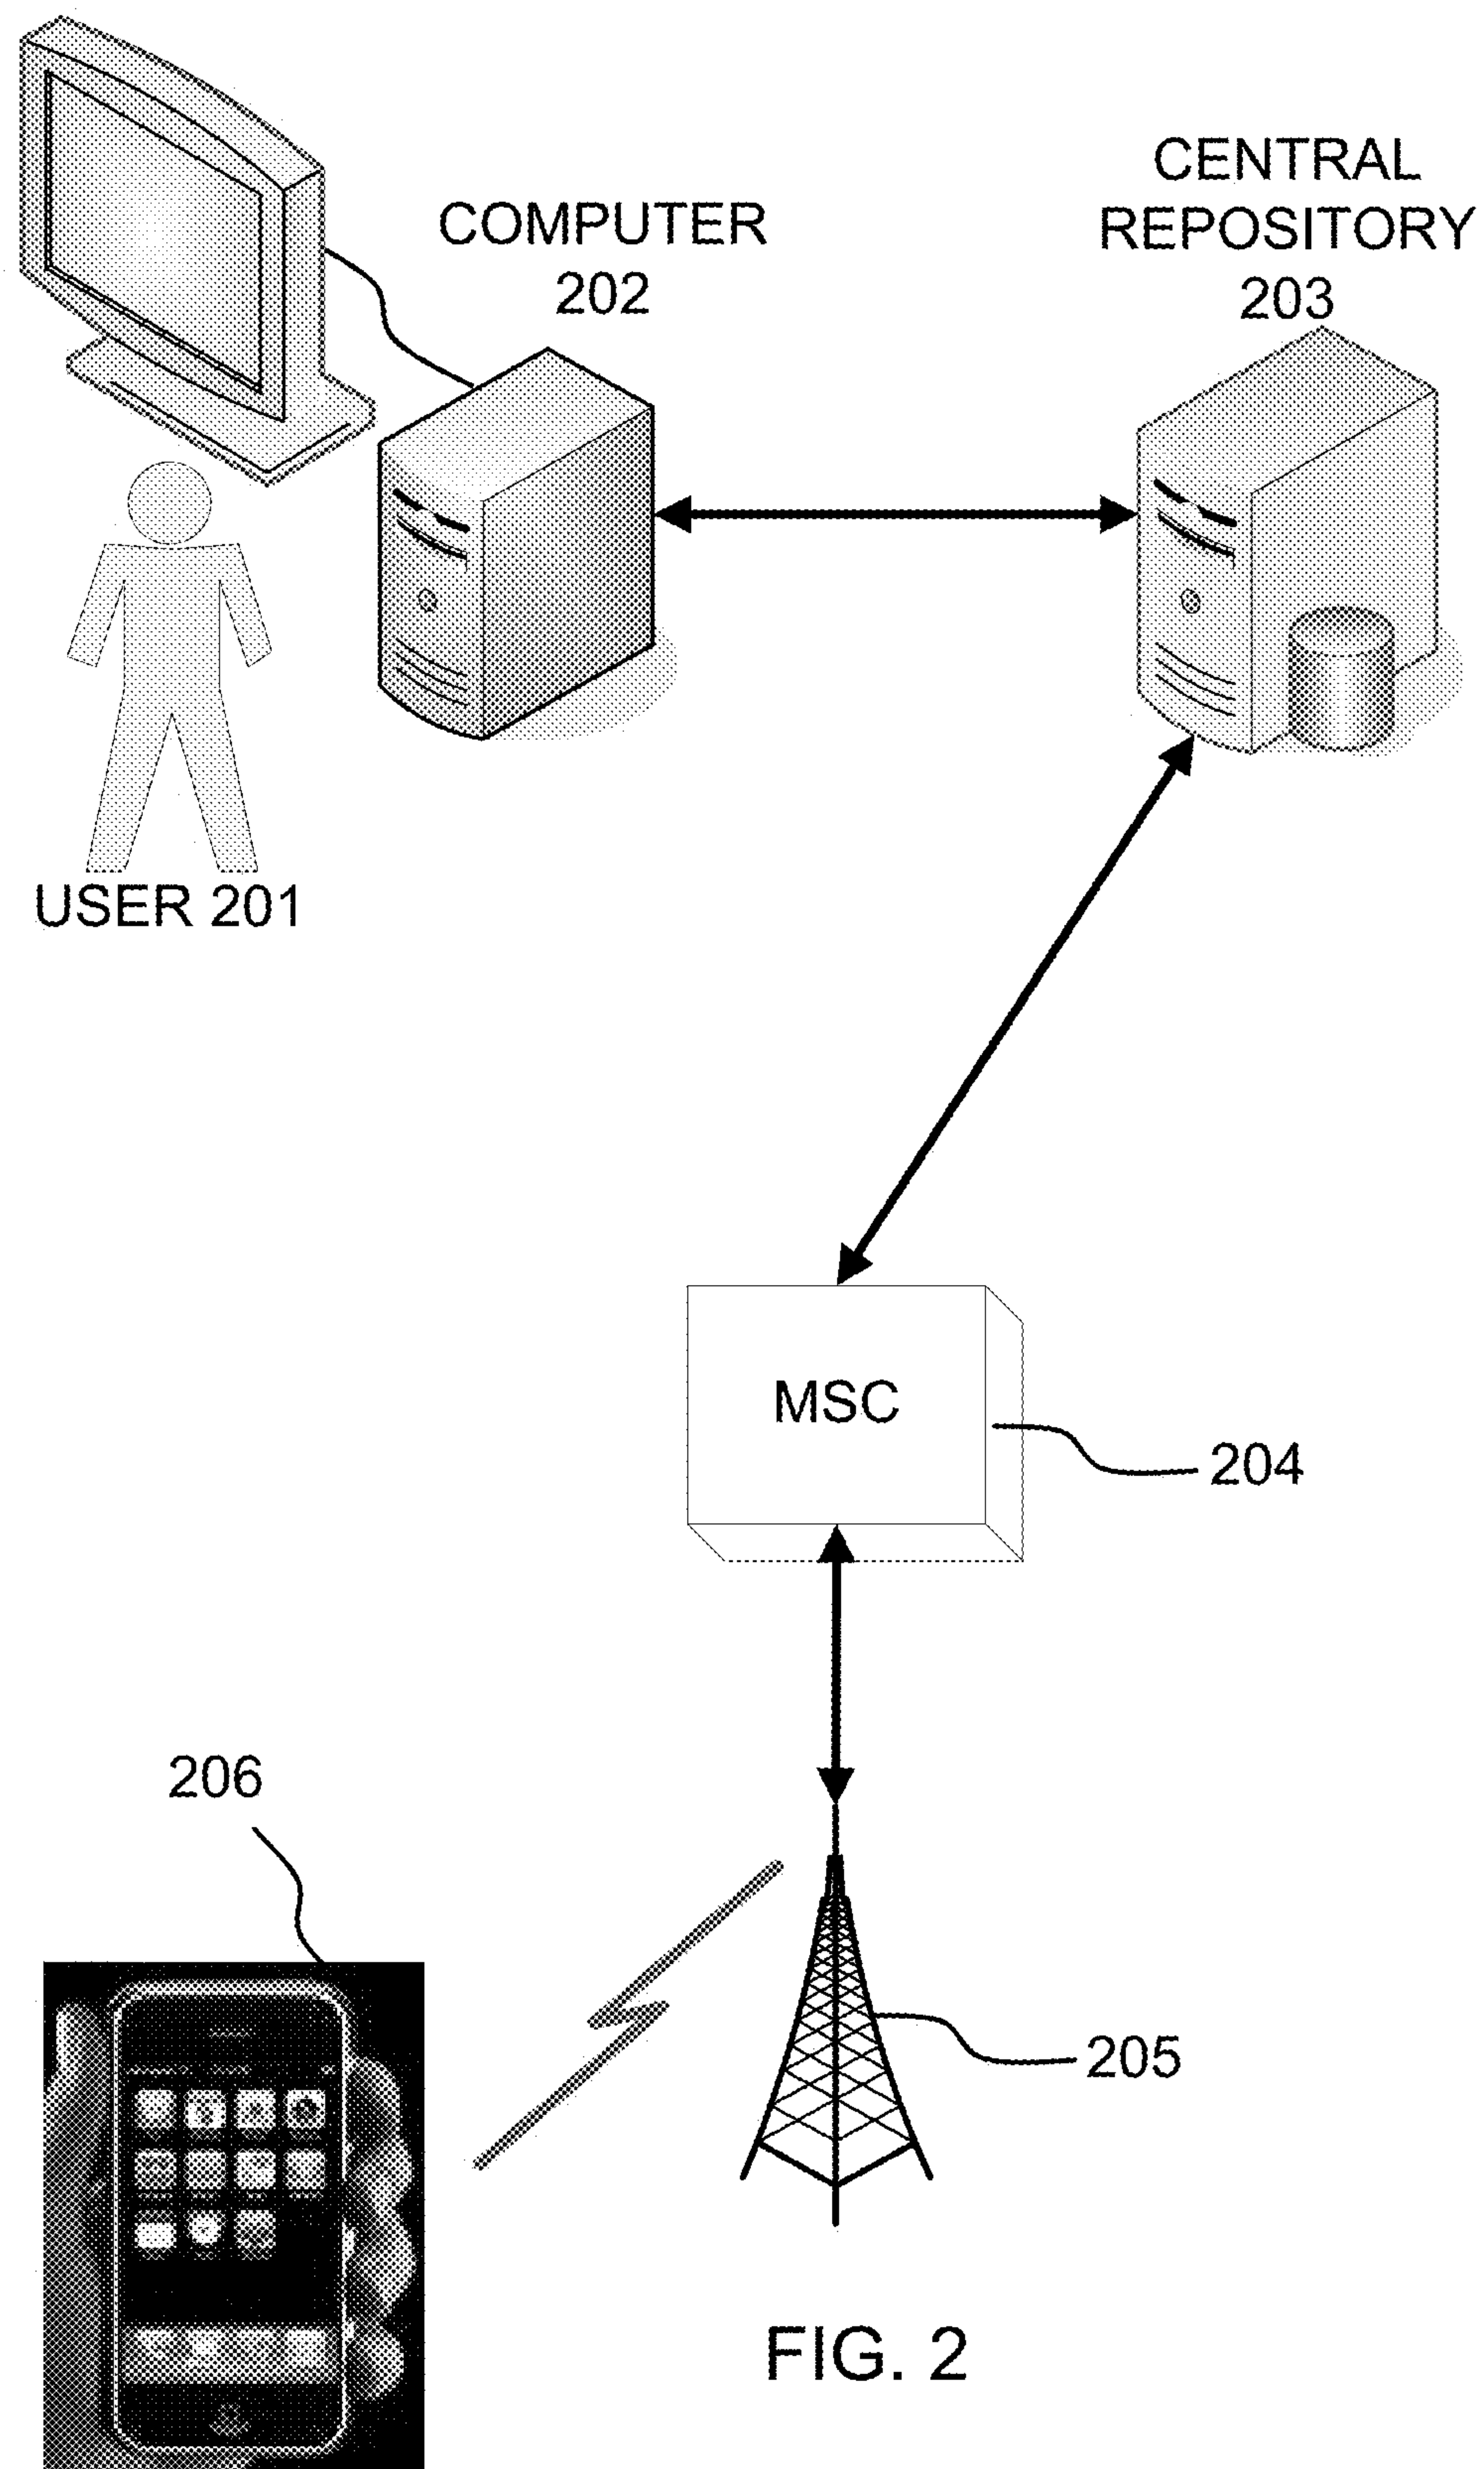 COMPUTER
202
CENTRAL
REPOSITORY
203
USER 201
MSC
204
206
205
FIG. 2